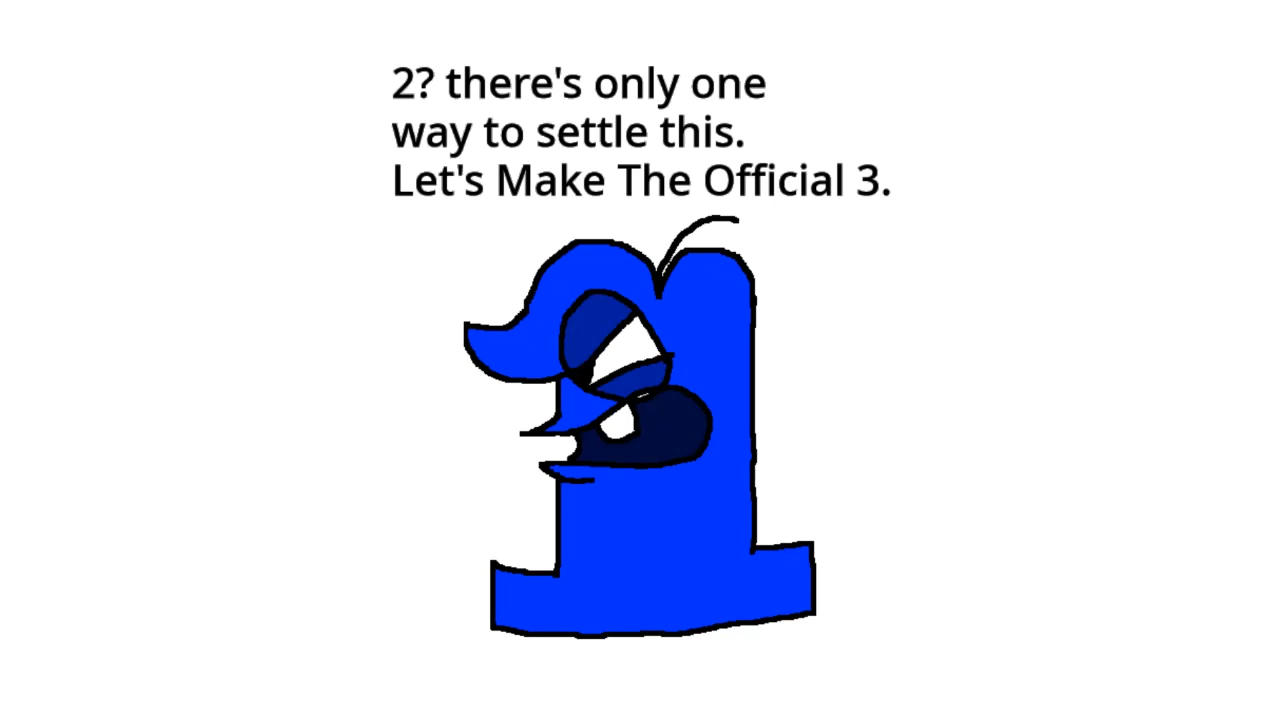 2? there's only one
way to settle this.
Let's Make The Official 3.